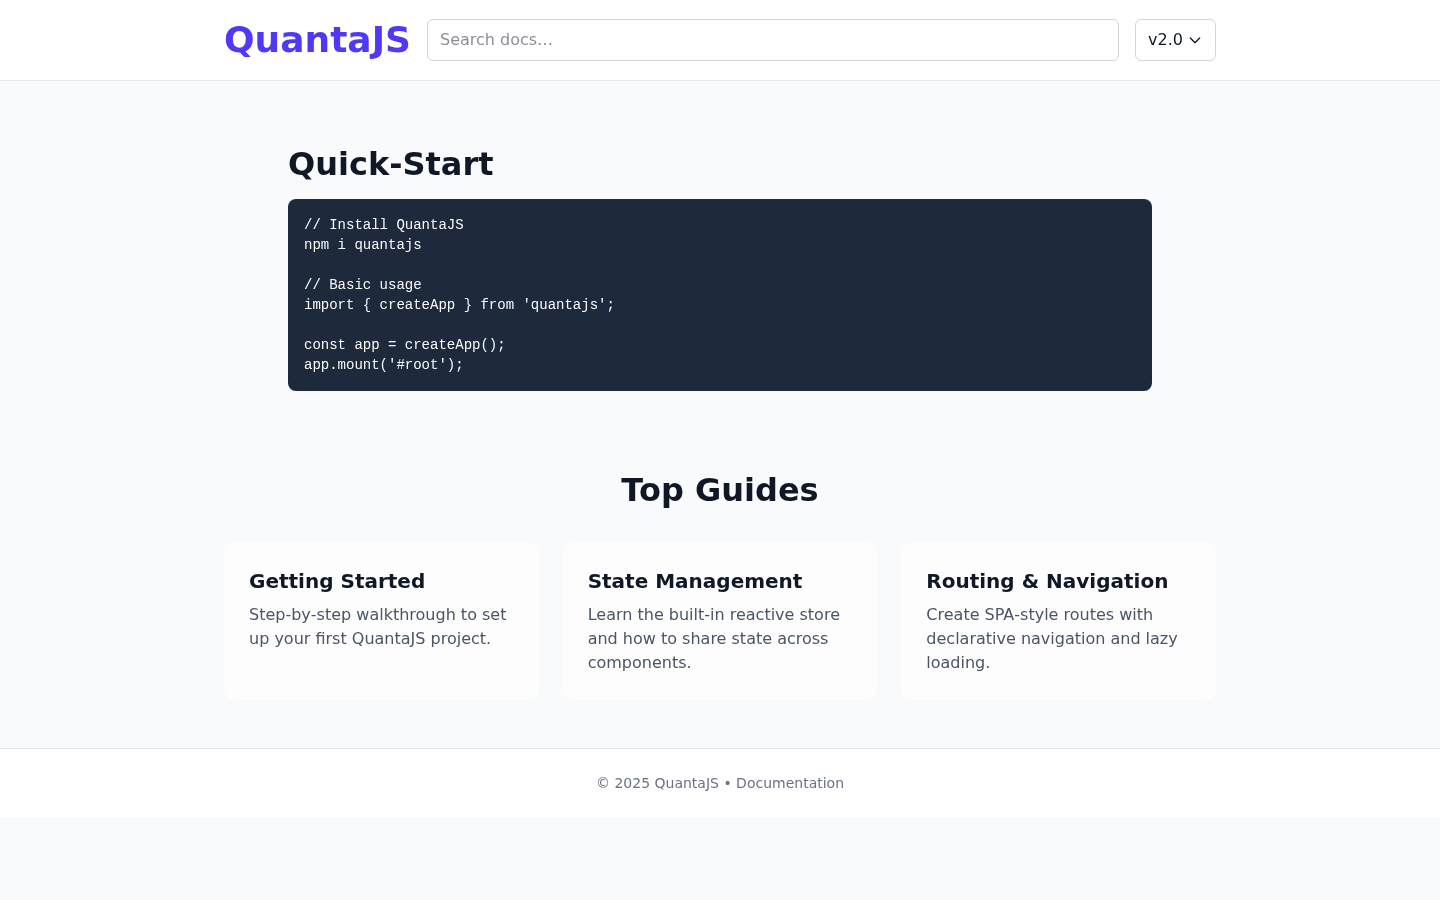 QuantaJS
Search docs...
v2.0
Quick-Start
// Install QuantaJS
npm i quantajs
// Basic usage
import { createApp } from 'quantajs';
const app = createApp();
app.mount('#root');
Top Guides
Getting Started
Step-by-step walkthrough to set
up your first QuantaJS project.
State Management
Learn the built-in reactive store
and how to share state across
components.
Routing & Navigation
Create SPA-style routes with
declarative navigation and lazy
loading.
© 2025 QuantaJS • Documentation